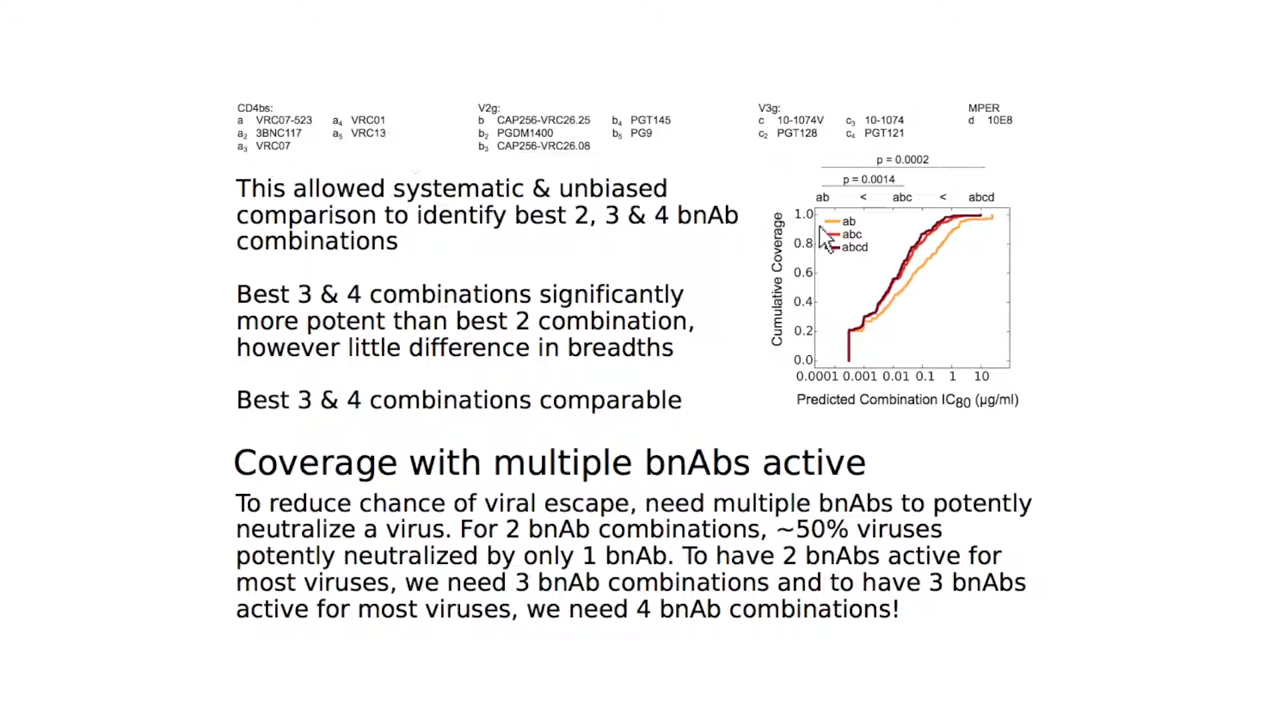 CD4bs: V2g: V3g: MPER
a VRC07-523 a4 VRC01 b CAP256-VRC26.25 b4 PGT145 c 10-1074V c3 10-1074 d 10E8
a2 3BNC117 a5 VRC13 b2 PGDM1400 b5 PG9 c2 PGT128 c4 PGT121
a3 VRC07 b3 CAP256-VRC26.08
This allowed systematic & unbiased
comparison to identify best 2, 3 & 4 bnAb
combinations
Best 3 & 4 combinations significantly
more potent than best 2 combination,
however little difference in breadths
Best 3 & 4 combinations comparable
p = 0.0002
p = 0.0014
ab < abc < abcd
Cumulative Coverage
1.0
0.8
0.6
0.4
0.2
0.0
ab
abc
abcd
0.0001 0.001 0.01 0.1 1 10
Predicted Combination IC80 (µg/ml)
Coverage with multiple bnAbs active
To reduce chance of viral escape, need multiple bnAbs to potently
neutralize a virus. For 2 bnAb combinations, ~50% viruses
potently neutralized by only 1 bnAb. To have 2 bnAbs active for
most viruses, we need 3 bnAb combinations and to have 3 bnAbs
active for most viruses, we need 4 bnAb combinations!